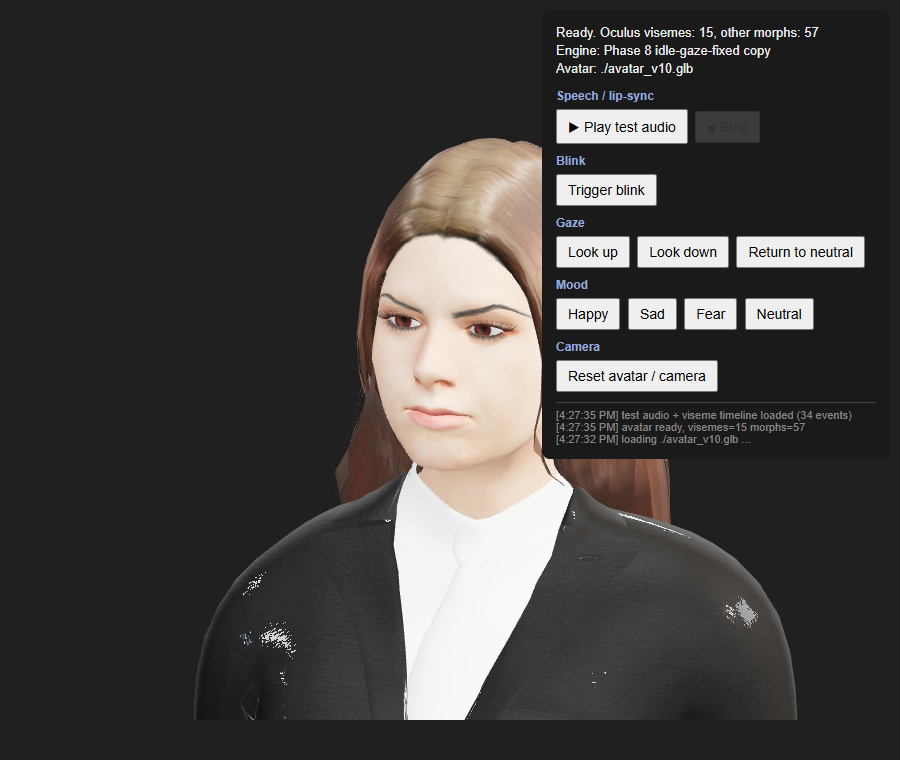 Ready. Oculus visemes: 15, other morphs: 57
Engine: Phase 8 idle-gaze-fixed copy
Avatar: ./avatar_v10.glb
Speech / lip-sync
▶ Play test audio ■ Stop
Blink
Trigger blink
Gaze
Look up Look down Return to neutral
Mood
Happy Sad Fear Neutral
Camera
Reset avatar / camera
[4:27:35 PM] test audio + viseme timeline loaded (34 events)
[4:27:35 PM] avatar ready, visemes=15 morphs=57
[4:27:32 PM] loading ./avatar_v10.glb ...